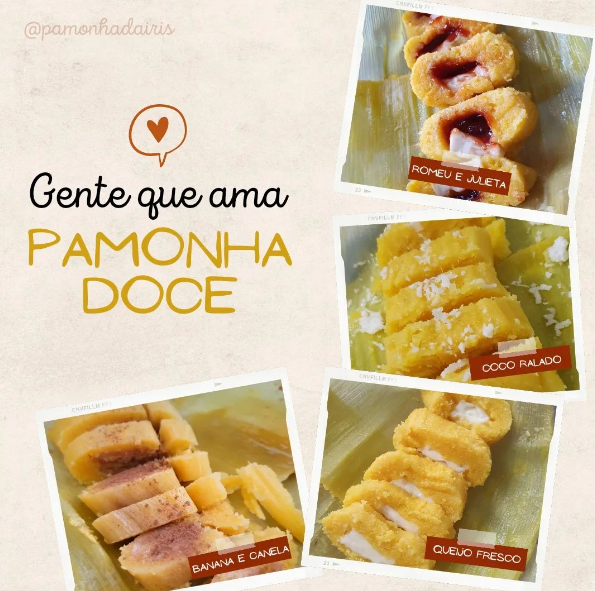 @pamonhadairis
Gente que ama
PAMONHA
DOCE
ROMEU E JULIETA
COCO RALADO
BANANA E CANELA
QUEIJO FRESCO